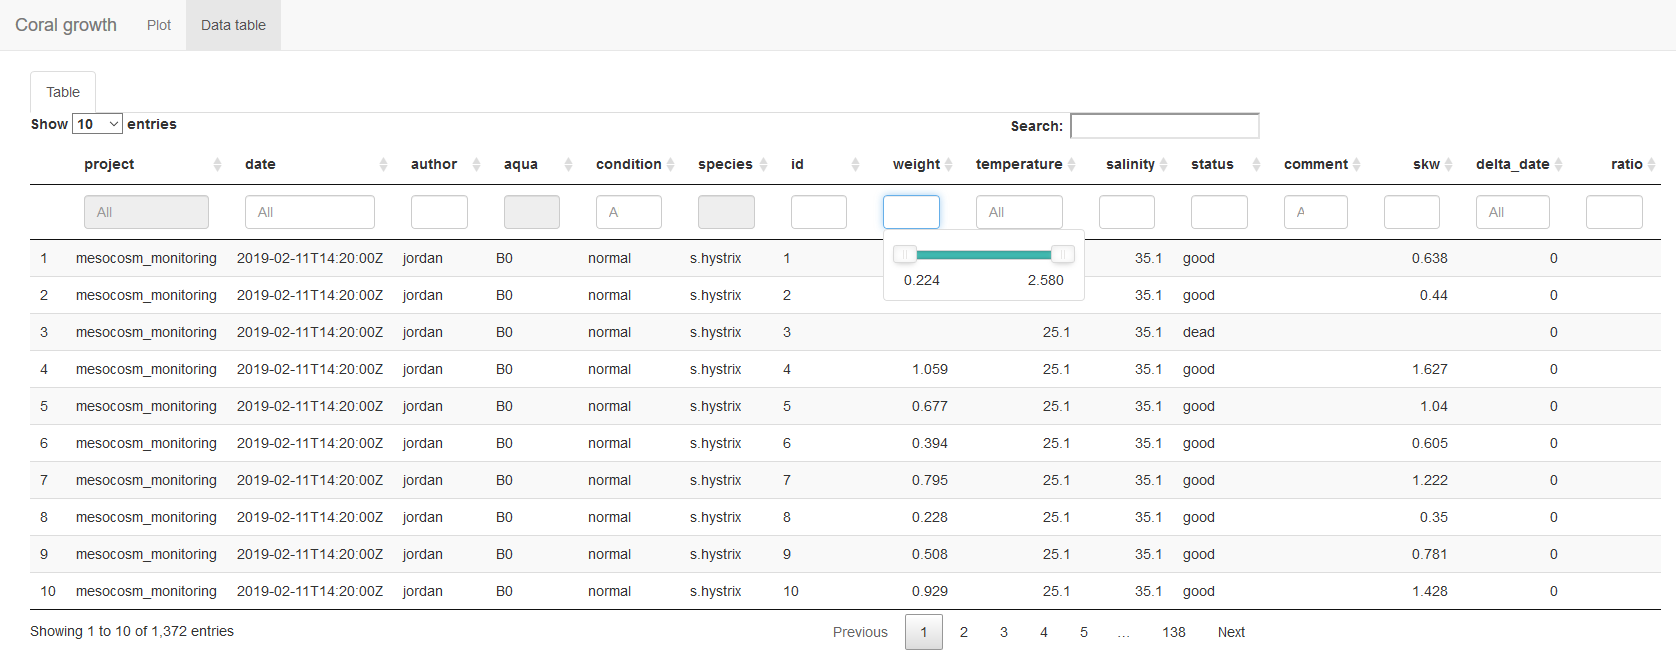 Coral growth Plot Data table
Table
Show 10 entries Search:
project date author aqua condition species id weight temperature salinity status comment skw delta_date ratio
All All A All A All
1 mesocosm_monitoring 2019-02-11T14:20:00Z jordan B0 normal s.hystrix 1 35.1 good 0.638 0
0.224 2.580
2 mesocosm_monitoring 2019-02-11T14:20:00Z jordan B0 normal s.hystrix 2 35.1 good 0.44 0
3 mesocosm_monitoring 2019-02-11T14:20:00Z jordan B0 normal s.hystrix 3 25.1 35.1 dead 0
4 mesocosm_monitoring 2019-02-11T14:20:00Z jordan B0 normal s.hystrix 4 1.059 25.1 35.1 good 1.627 0
5 mesocosm_monitoring 2019-02-11T14:20:00Z jordan B0 normal s.hystrix 5 0.677 25.1 35.1 good 1.04 0
6 mesocosm_monitoring 2019-02-11T14:20:00Z jordan B0 normal s.hystrix 6 0.394 25.1 35.1 good 0.605 0
7 mesocosm_monitoring 2019-02-11T14:20:00Z jordan B0 normal s.hystrix 7 0.795 25.1 35.1 good 1.222 0
8 mesocosm_monitoring 2019-02-11T14:20:00Z jordan B0 normal s.hystrix 8 0.228 25.1 35.1 good 0.35 0
9 mesocosm_monitoring 2019-02-11T14:20:00Z jordan B0 normal s.hystrix 9 0.508 25.1 35.1 good 0.781 0
10 mesocosm_monitoring 2019-02-11T14:20:00Z jordan B0 normal s.hystrix 10 0.929 25.1 35.1 good 1.428 0
Showing 1 to 10 of 1,372 entries Previous 1 2 3 4 5 … 138 Next